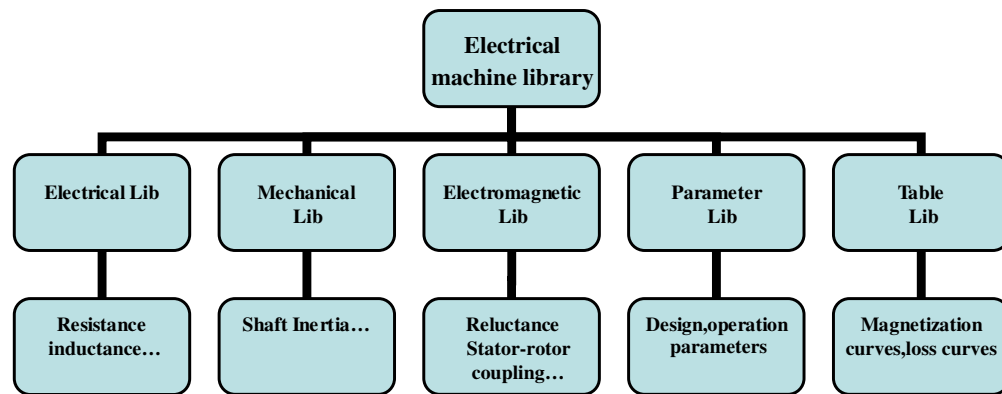 Electrical
machine library
Electrical Lib
Mechanical
Lib
Electromagnetic
Lib
Parameter
Lib
Table
Lib
Resistance
inductance…
Shaft Inertia…
Reluctance
Stator-rotor
coupling…
Design,operation
parameters
Magnetization
curves,loss curves